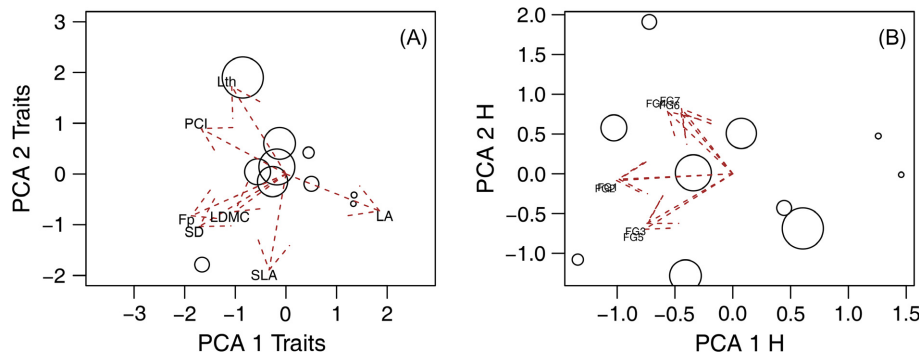 (A)
PCA 2 Traits
3
2
1
0
−1
−2
Lth
PCI
Fp
LDMC
SD
LA
SLA
−3
−2
−1
0
1
2
PCA 1 Traits
(B)
PCA 2 H
2.0
1.5
1.0
0.5
0.0
−0.5
−1.0
FG7
FG6
FG3
FG5
−1.0
−0.5
0.0
0.5
1.0
1.5
PCA 1 H